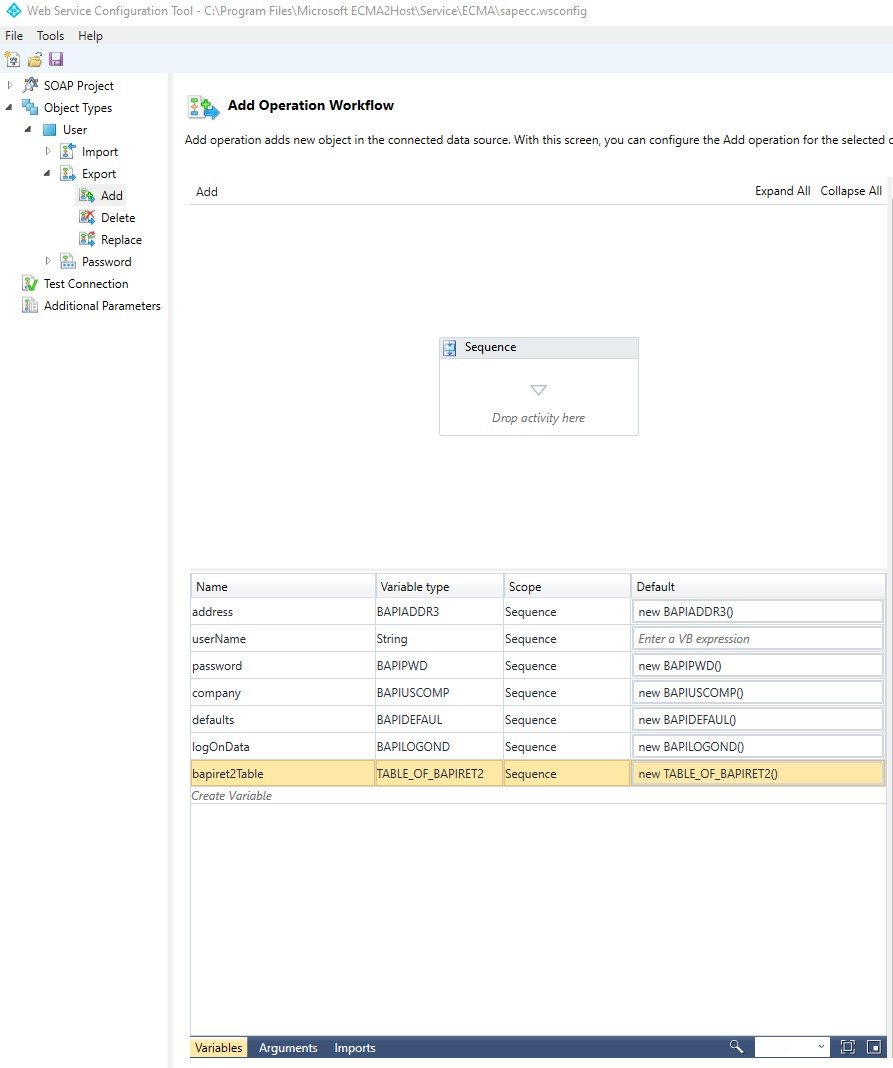 Web Service Configuration Tool - C:\Program Files\Microsoft ECMA2Host\Service\ECMA\sapecc.wsconfig
File Tools Help
SOAP Project
Object Types
User
Import
Export
Add
Delete
Replace
Password
Test Connection
Additional Parameters
Add Operation Workflow
Add operation adds new object in the connected data source. With this screen, you can configure the Add operation for the selected
Add Expand All Collapse All
Sequence
Drop activity here
Name Variable type Scope Default
address BAPIADDR3 Sequence new BAPIADDR3()
userName String Sequence Enter a VB expression
password BAPIPWD Sequence new BAPIPWD()
company BAPIUSCOMP Sequence new BAPIUSCOMP()
defaults BAPIDEFAUL Sequence new BAPIDEFAUL()
logOnData BAPILOGOND Sequence new BAPILOGOND()
bapiret2Table TABLE_OF_BAPIRET2 Sequence new TABLE_OF_BAPIRET2()
Create Variable
Variables Arguments Imports